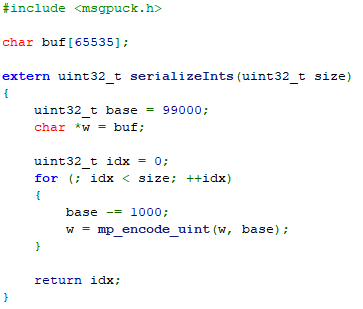 #include <msgpuck.h>

char buf[65535];

extern uint32_t serializeInts(uint32_t size)
{
    uint32_t base = 99000;
    char *w = buf;

    uint32_t idx = 0;
    for (; idx < size; ++idx)
    {
        base -= 1000;
        w = mp_encode_uint(w, base);
    }

    return idx;
}